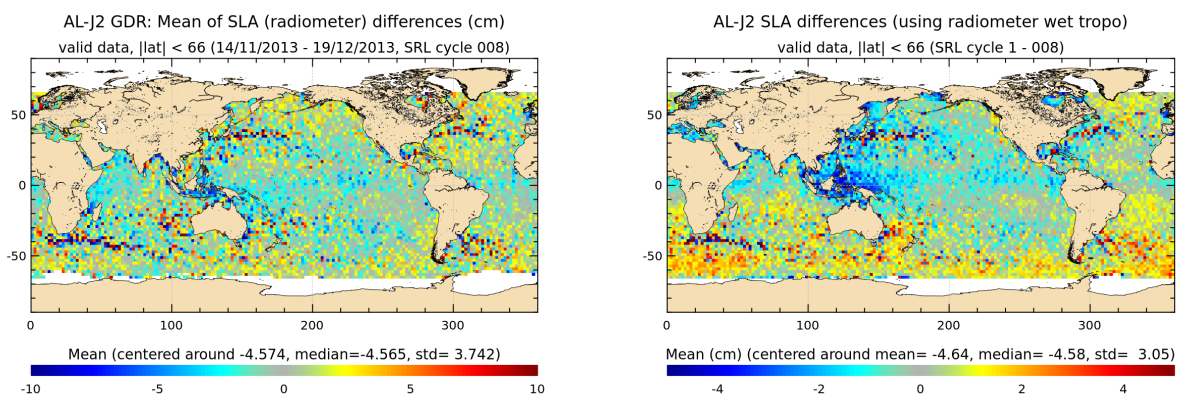 AL-J2 GDR: Mean of SLA (radiometer) differences (cm)
valid data, |lat| < 66 (14/11/2013 - 19/12/2013, SRL cycle 008)
50
0
-50
0 100 200 300
Mean (centered around -4.574, median=-4.565, std= 3.742)
-10 -5 0 5 10
AL-J2 SLA differences (using radiometer wet tropo)
valid data, |lat| < 66 (SRL cycle 1 - 008)
50
0
-50
0 100 200 300
Mean (cm) (centered around mean= -4.64, median= -4.58, std= 3.05)
-4 -2 0 2 4